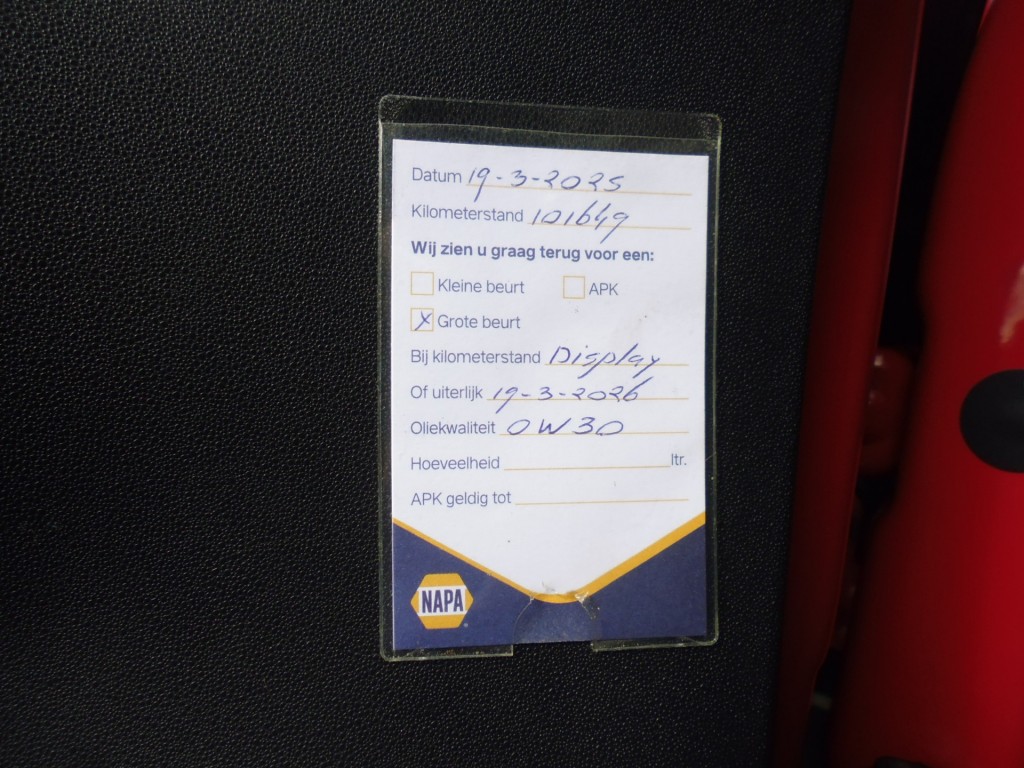 Datum 19-3-2025
Kilometerstand 101649
Wij zien u graag terug voor een:
Kleine beurt APK
X Grote beurt
Bij kilometerstand Display
Of uiterlijk 19-3-2026
Oliekwaliteit 0W30
Hoeveelheid ltr.
APK geldig tot
NAPA